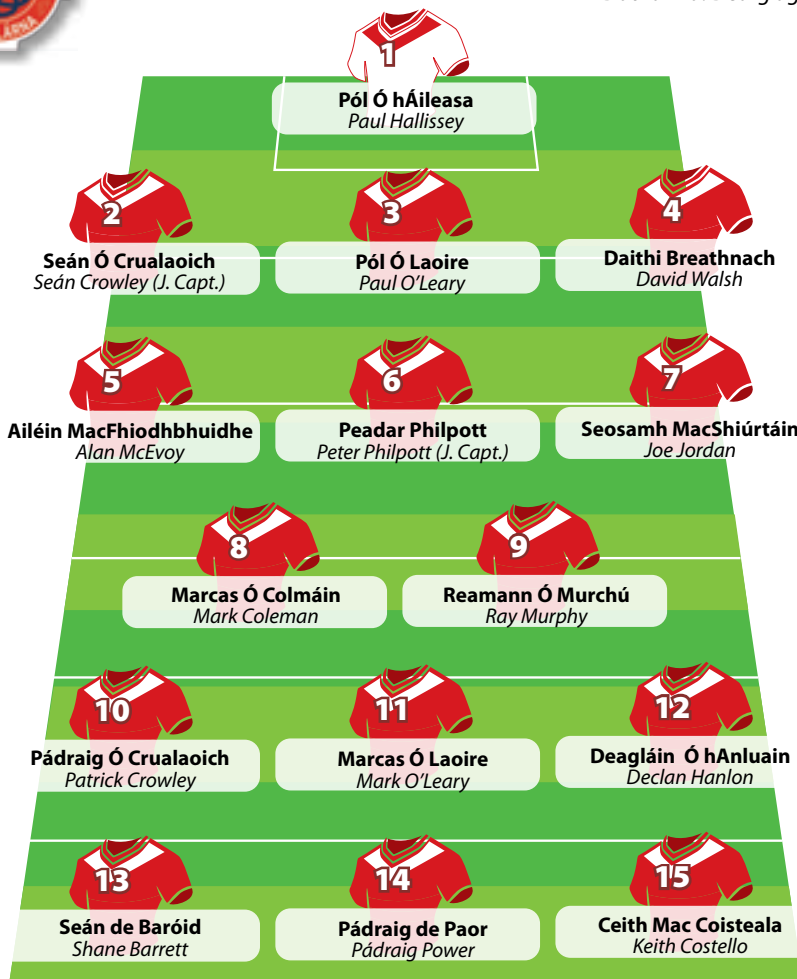 ÁRNA
1
Pól Ó hÁileasa
Paul Hallissey
2
Seán Ó Crualaoich
Seán Crowley (J. Capt.)
3
Pól Ó Laoire
Paul O’Leary
4
Daithi Breathnach
David Walsh
5
Ailéin MacFhiodhbhuidhe
Alan McEvoy
6
Peadar Philpott
Peter Philpott (J. Capt.)
7
Seosamh MacShiúrtáin
Joe Jordan
8
Marcas Ó Colmáin
Mark Coleman
9
Reamann Ó Murchú
Ray Murphy
10
Pádraig Ó Crualaoich
Patrick Crowley
11
Marcas Ó Laoire
Mark O’Leary
12
Deagláin Ó hAnluain
Declan Hanlon
13
Seán de Baróid
Shane Barrett
14
Pádraig de Paor
Pádraig Power
15
Ceith Mac Coisteala
Keith Costello